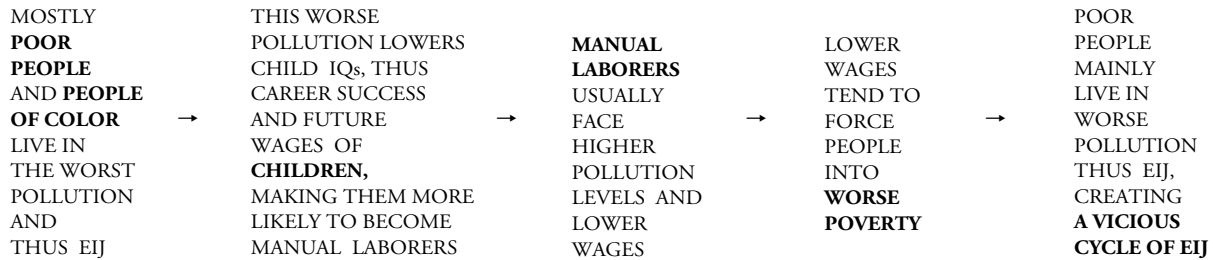 MOSTLY
POOR
PEOPLE
AND PEOPLE
OF COLOR
LIVE IN
THE WORST
POLLUTION
AND
THUS EIJ
→
THIS WORSE
POLLUTION LOWERS
CHILD IQs, THUS
CAREER SUCCESS
AND FUTURE
WAGES OF
CHILDREN,
MAKING THEM MORE
LIKELY TO BECOME
MANUAL LABORERS
→
MANUAL
LABORERS
USUALLY
FACE
HIGHER
POLLUTION
LEVELS AND
LOWER
WAGES
→
LOWER
WAGES
TEND TO
FORCE
PEOPLE
INTO
WORSE
POVERTY
→
POOR
PEOPLE
MAINLY
LIVE IN
WORSE
POLLUTION
THUS EIJ,
CREATING
A VICIOUS
CYCLE OF EIJ